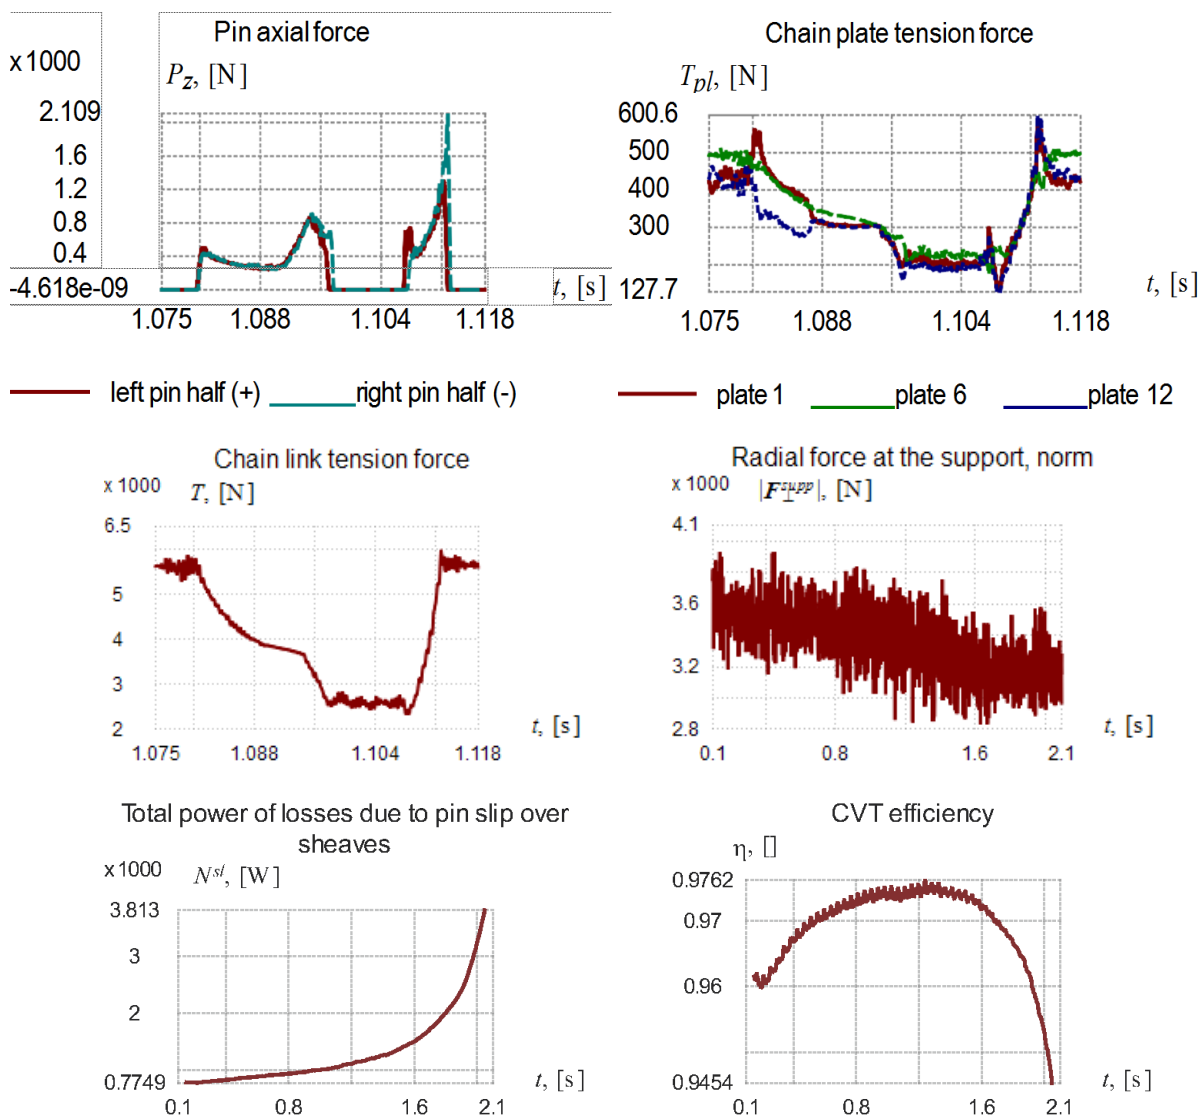 Pin axial force
x1000
P_z, [N]
2.109
1.6
1.2
0.8
0.4
-4.618e-09
t, [s]
1.075 1.088 1.104 1.118
left pin half (+) right pin half (-)
Chain plate tension force
T_pl, [N]
600.6
500
400
300
127.7
t, [s]
1.075 1.088 1.104 1.118
plate 1 plate 6 plate 12
Chain link tension force
x 1000 T, [N]
6.5
5
4
3
2
t, [s]
1.075 1.088 1.104 1.118
Radial force at the support, norm
x 1000 |F_⊥^supp|, [N]
4.1
3.6
3.2
2.8
t, [s]
0.1 0.8 1.6 2.1
Total power of losses due to pin slip over
sheaves
x1000 N^sl, [W]
3.813
3
2
0.7749
t, [s]
0.1 0.8 1.6 2.1
CVT efficiency
η, []
0.9762
0.97
0.96
0.9454
t, [s]
0.1 0.8 1.6 2.1